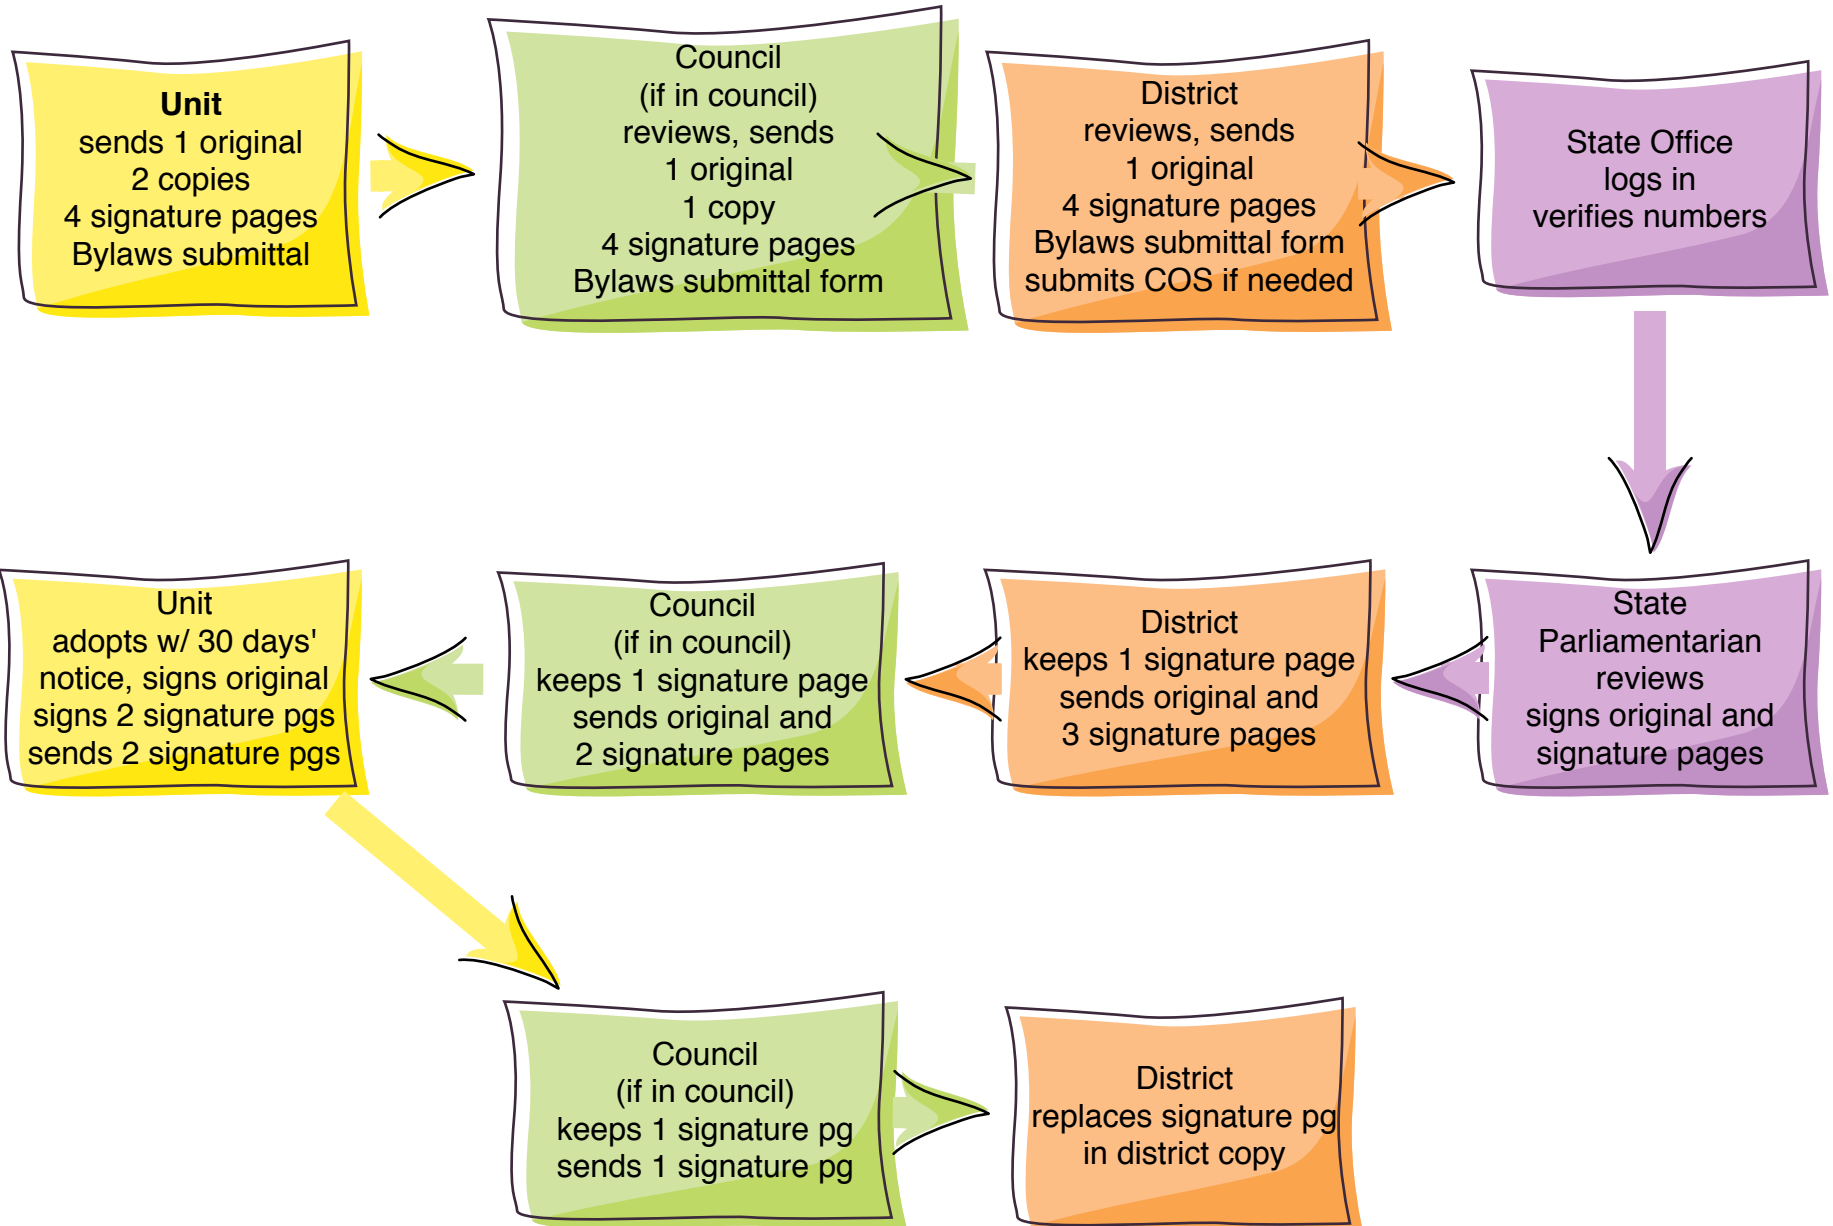 Unit
sends 1 original
2 copies
4 signature pages
Bylaws submittal
Council
(if in council)
reviews, sends
1 original
1 copy
4 signature pages
Bylaws submittal form
District
reviews, sends
1 original
4 signature pages
Bylaws submittal form
submits COS if needed
State Office
logs in
verifies numbers
State
Parliamentarian
reviews
signs original and
signature pages
District
keeps 1 signature page
sends original and
3 signature pages
Council
(if in council)
keeps 1 signature page
sends original and
2 signature pages
Unit
adopts w/ 30 days'
notice, signs original
signs 2 signature pgs
sends 2 signature pgs
Council
(if in council)
keeps 1 signature pg
sends 1 signature pg
District
replaces signature pg
in district copy